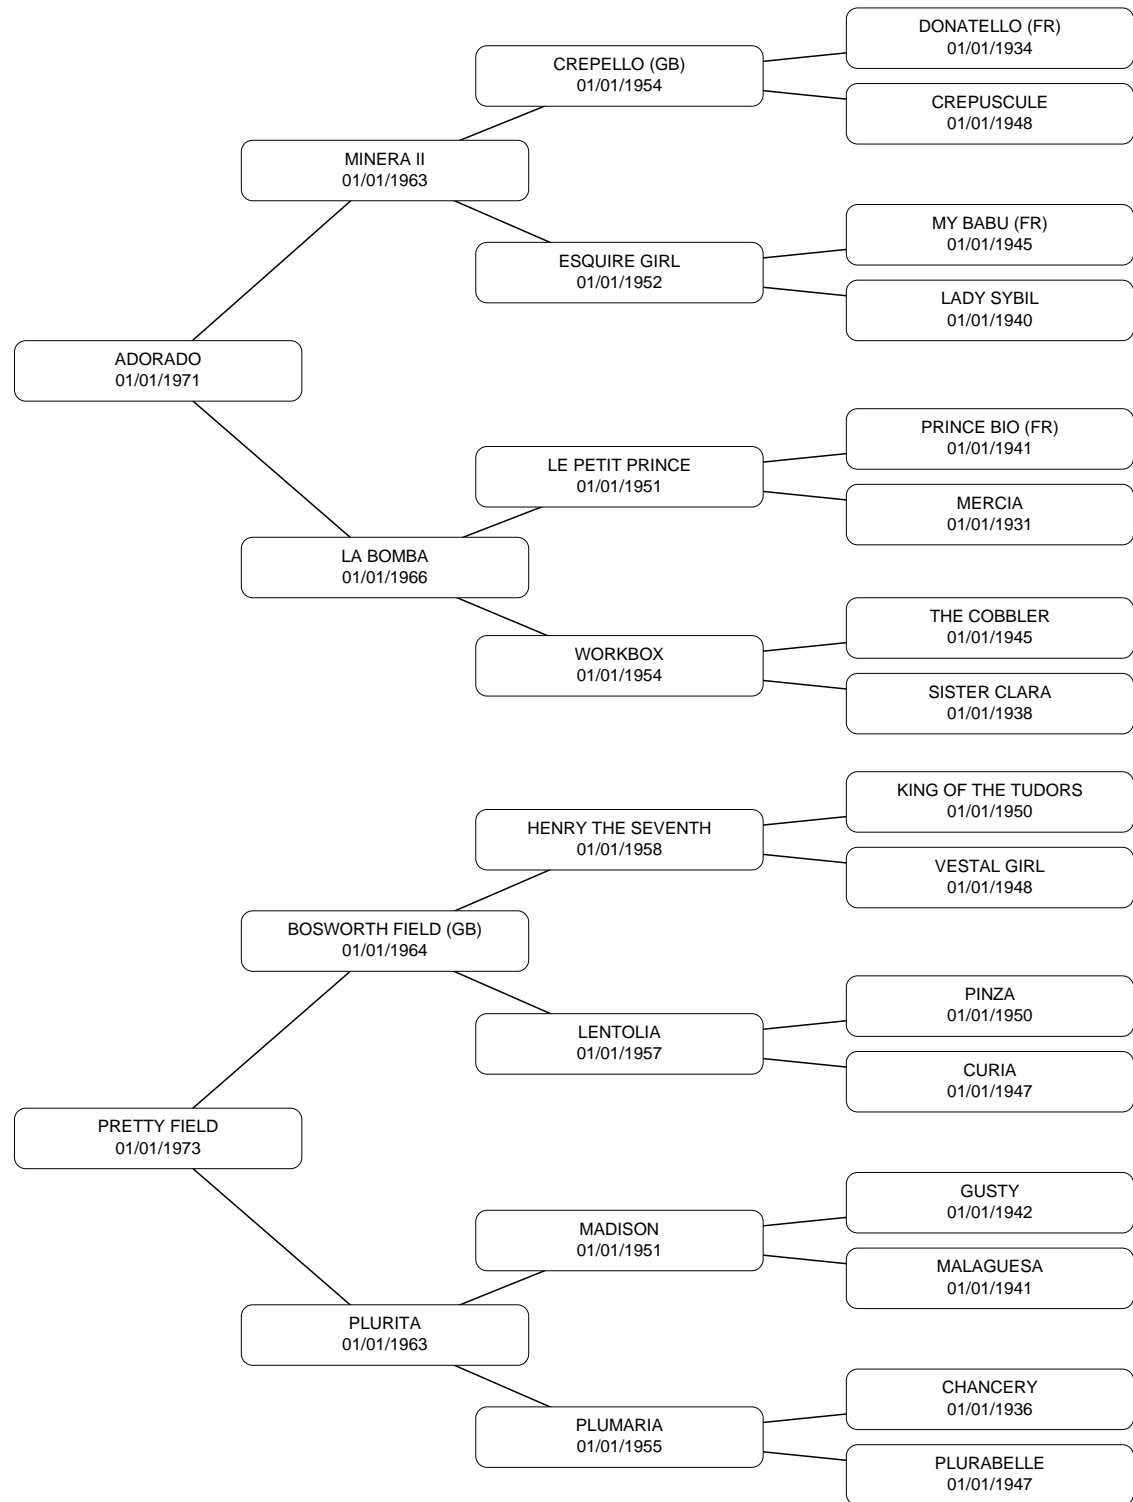 DONATELLO (FR)
01/01/1934
CREPELLO (GB)
01/01/1954
CREPUSCULE
01/01/1948
MINERA II
01/01/1963
MY BABU (FR)
01/01/1945
ESQUIRE GIRL
01/01/1952
LADY SYBIL
01/01/1940
ADORADO
01/01/1971
PRINCE BIO (FR)
01/01/1941
LE PETIT PRINCE
01/01/1951
MERCIA
01/01/1931
LA BOMBA
01/01/1966
THE COBBLER
01/01/1945
WORKBOX
01/01/1954
SISTER CLARA
01/01/1938
KING OF THE TUDORS
01/01/1950
HENRY THE SEVENTH
01/01/1958
VESTAL GIRL
01/01/1948
BOSWORTH FIELD (GB)
01/01/1964
PINZA
01/01/1950
LENTOLIA
01/01/1957
CURIA
01/01/1947
PRETTY FIELD
01/01/1973
GUSTY
01/01/1942
MADISON
01/01/1951
MALAGUESA
01/01/1941
PLURITA
01/01/1963
CHANCERY
01/01/1936
PLUMARIA
01/01/1955
PLURABELLE
01/01/1947